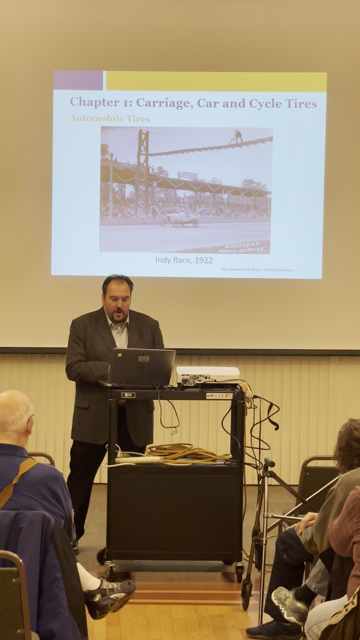 Chapter 1: Carriage, Car and Cycle Tires
Automobile Tires
Indy Race, 1922